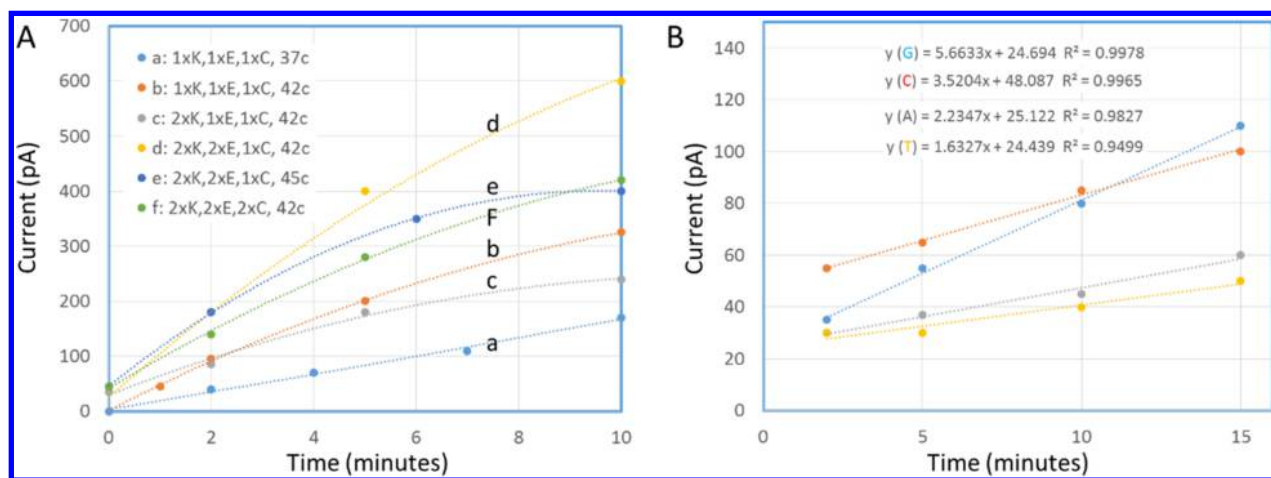 A
700
600
500
400
300
200
100
0
Current (pA)
a: 1xK,1xE,1xC, 37c
b: 1xK,1xE,1xC, 42c
c: 2xK,1xE,1xC, 42c
d: 2xK,2xE,1xC, 42c
e: 2xK,2xE,1xC, 45c
f: 2xK,2xE,2xC, 42c
d
e
F
b
c
a
0 2 4 6 8 10
Time (minutes)
B
140
120
100
80
60
40
20
0
Current (pA)
y (G) = 5.6633x + 24.694 R² = 0.9978
y (C) = 3.5204x + 48.087 R² = 0.9965
y (A) = 2.2347x + 25.122 R² = 0.9827
y (T) = 1.6327x + 24.439 R² = 0.9499
0 5 10 15
Time (minutes)